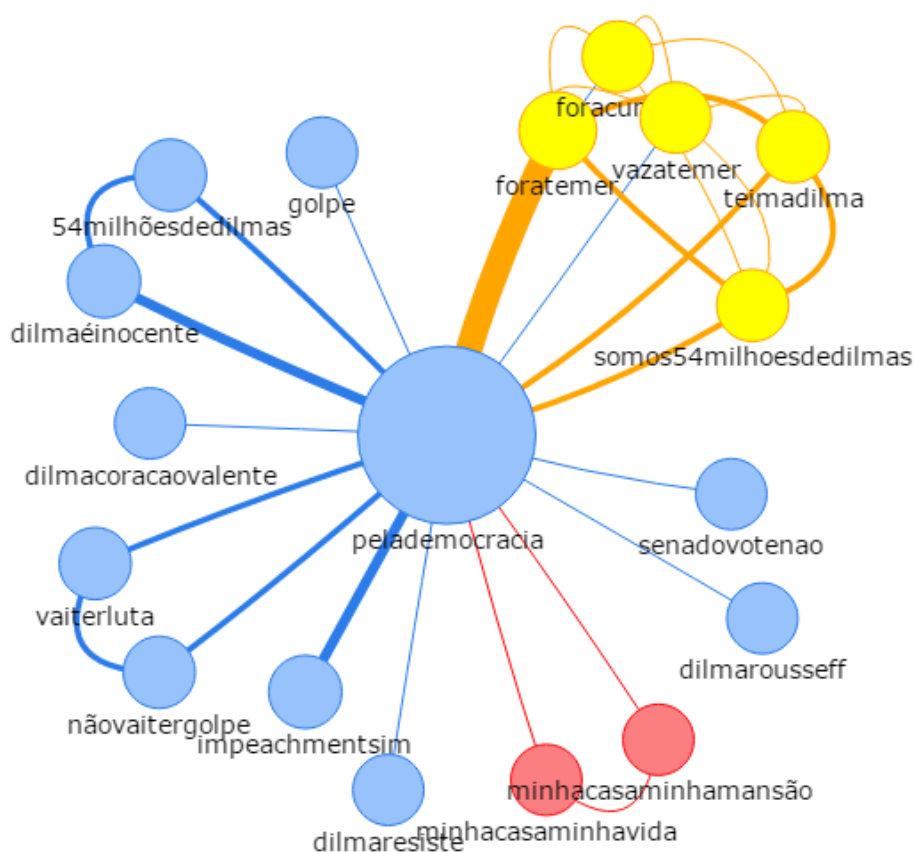 foratemer
vazatemer
teimadilma
golpe
54milhõesdedilmas
dilmaéinocente
somos54milhoesdedilmas
dilmacoracaovalente
pelademocracia
senadovotenao
vaiterluta
dilmarousseff
nãovaitergolpe
impeachmentsim
minhacasaminhamansão
minhacasaminhavida
dilmaresiste